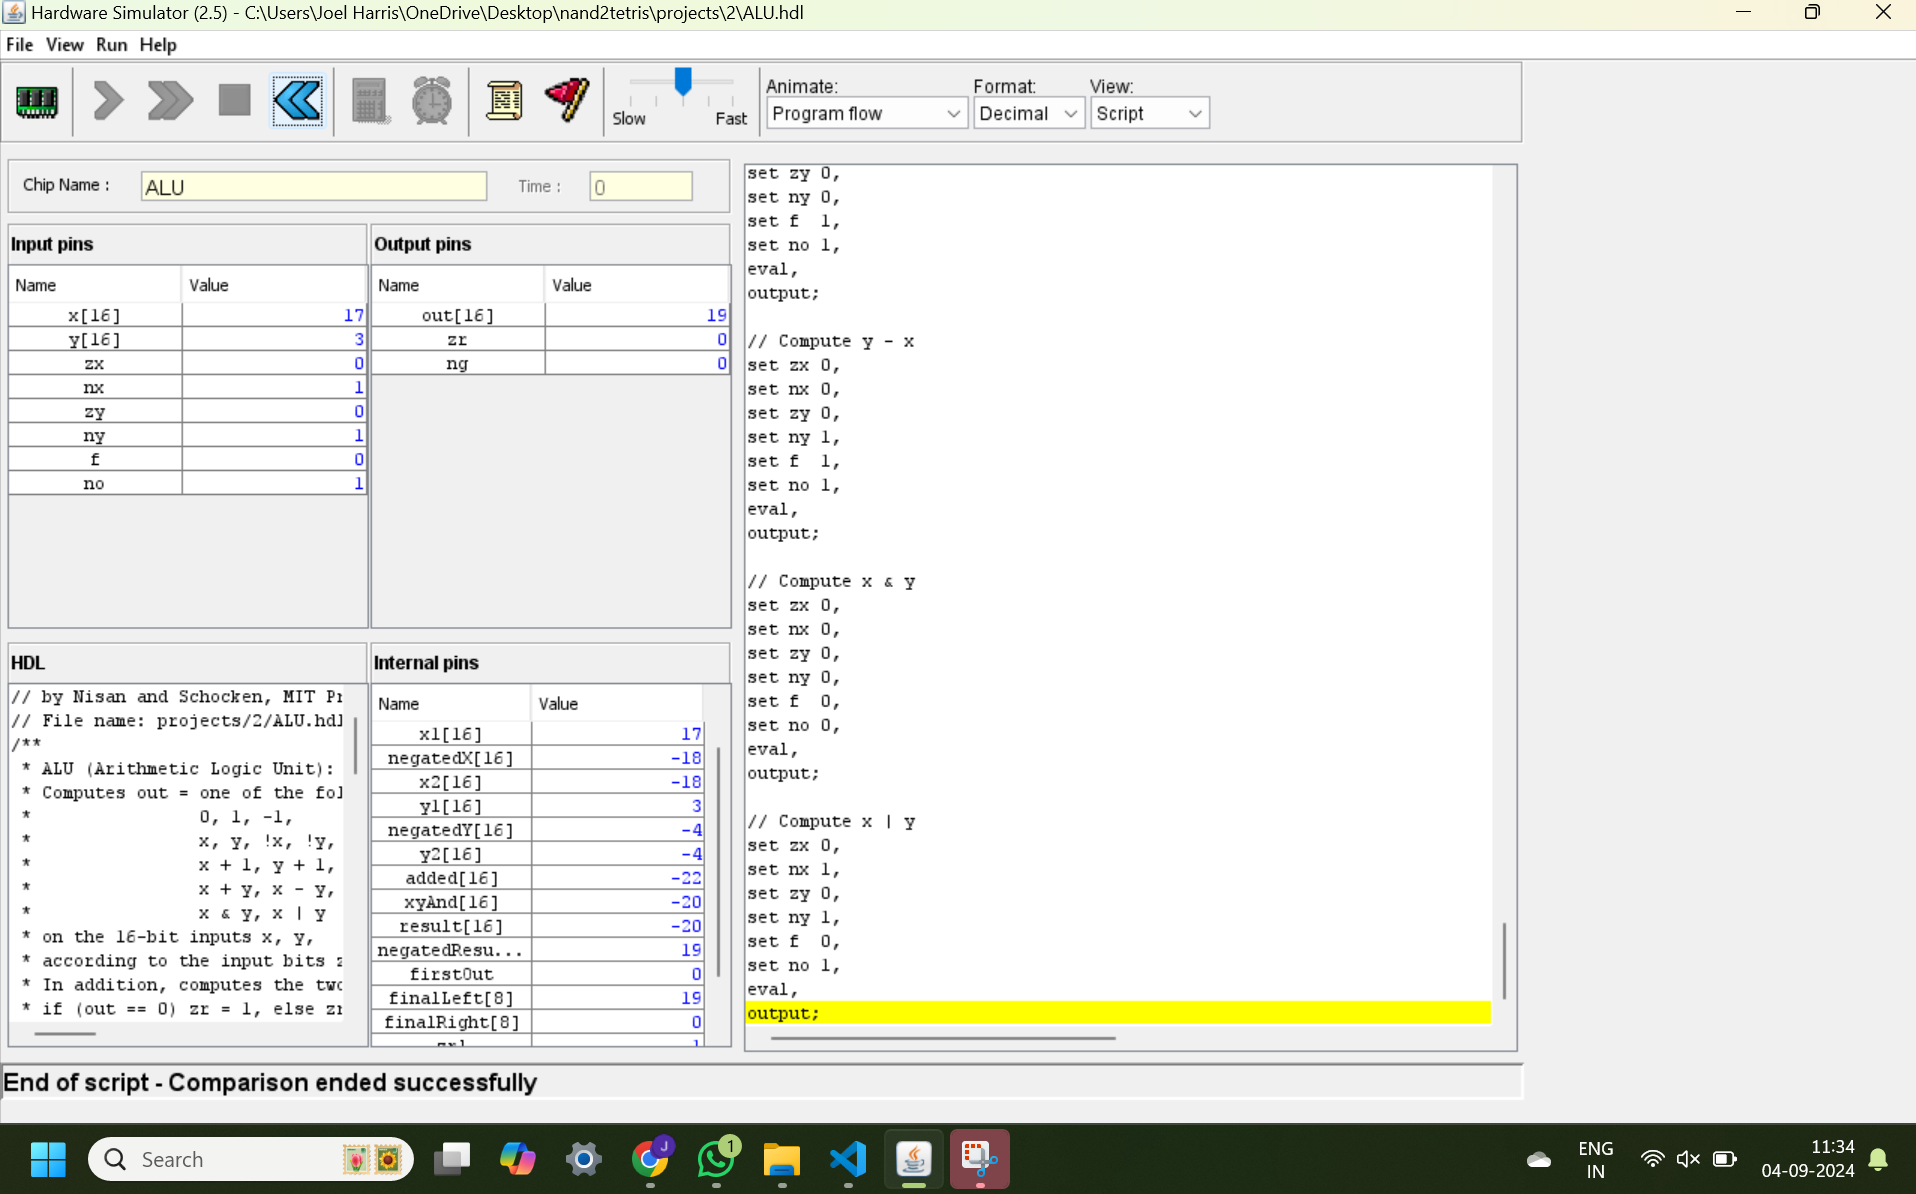 Hardware Simulator (2.5) - C:\Users\Joel Harris\OneDrive\Desktop\nand2tetris\projects\2\ALU.hdl
File View Run Help
Slow Fast
Animate: Format: View:
Program flow Decimal Script
Chip Name : ALU Time : 0
Input pins
Name Value
x[16] 17
y[16] 3
zx 0
nx 1
zy 0
ny 1
f 0
no 1
Output pins
Name Value
out[16] 19
zr 0
ng 0
HDL
// by Nisan and Schocken, MIT Pr
// File name: projects/2/ALU.hdl
/**
* ALU (Arithmetic Logic Unit):
* Computes out = one of the fol
* 0, 1, -1,
* x, y, !x, !y,
* x + 1, y + 1,
* x + y, x - y,
* x & y, x | y
* on the 16-bit inputs x, y,
* according to the input bits z
* In addition, computes the two
* if (out == 0) zr = 1, else zr
Internal pins
Name Value
x1[16] 17
negatedX[16] -18
x2[16] -18
y1[16] 3
negatedY[16] -4
y2[16] -4
added[16] -22
xyAnd[16] -20
result[16] -20
negatedResu... 19
firstOut 0
finalLeft[8] 19
finalRight[8] 0
zr1 1
set zy 0,
set ny 0,
set f 1,
set no 1,
eval,
output;
// Compute y - x
set zx 0,
set nx 0,
set zy 0,
set ny 1,
set f 1,
set no 1,
eval,
output;
// Compute x & y
set zx 0,
set nx 0,
set zy 0,
set ny 0,
set f 0,
set no 0,
eval,
output;
// Compute x | y
set zx 0,
set nx 1,
set zy 0,
set ny 1,
set f 0,
set no 1,
eval,
output;
End of script - Comparison ended successfully
Search
J
1
ENG
IN
11:34
04-09-2024